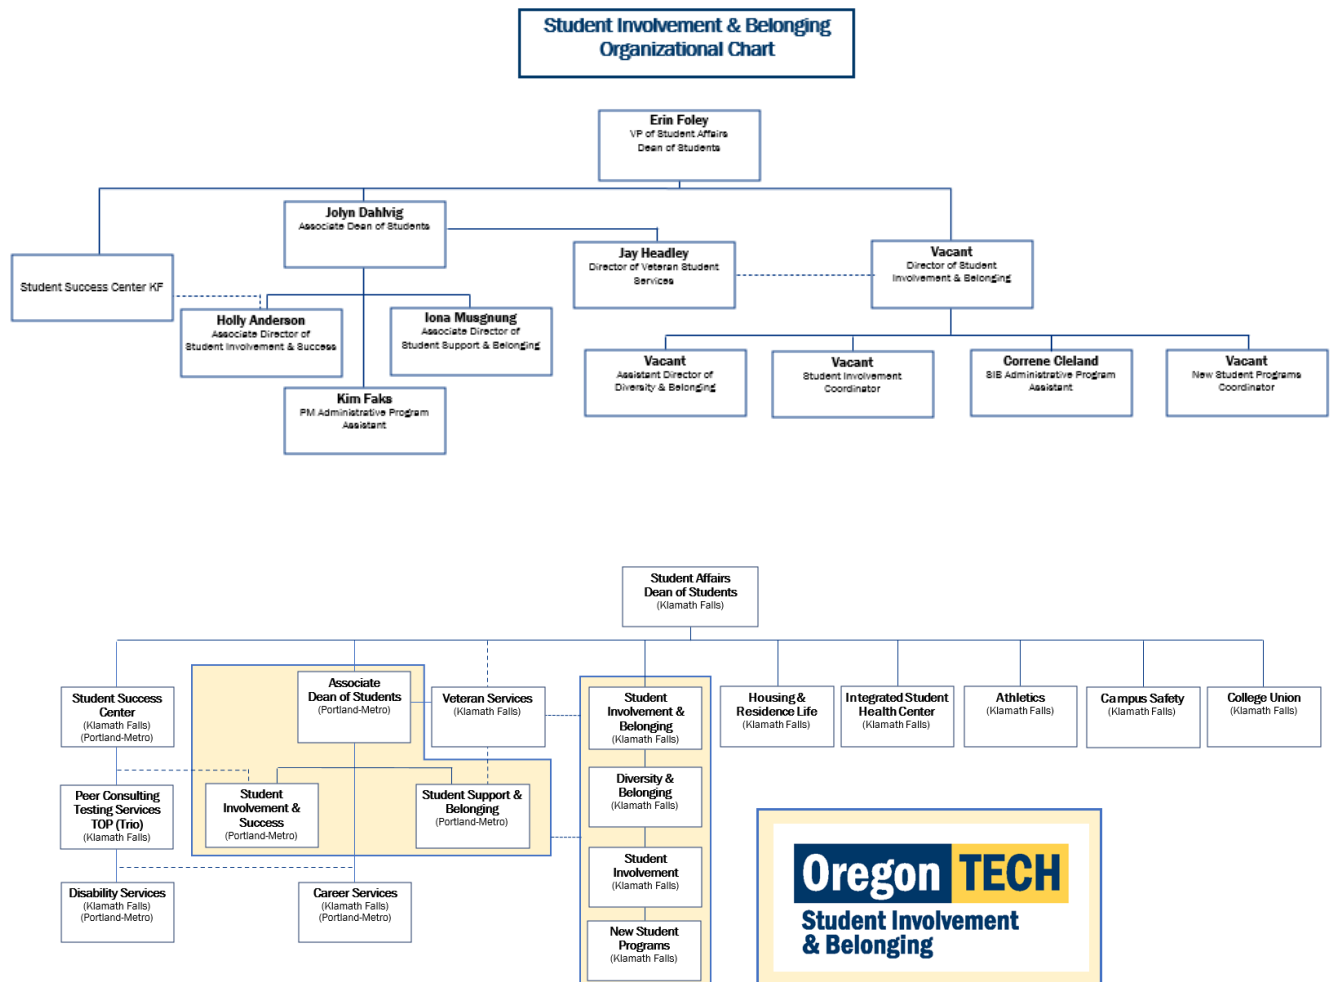 Student Involvement & Belonging
Organizational Chart
Erin Foley
VP of Student Affairs
Dean of Students
Jolyn Dahlvig
Associate Dean of Students
Jay Headley
Director of Veteran Student
Services
Vacant
Director of Student
Involvement & Belonging
Student Success Center KF
Holly Anderson
Associate Director of
Student Involvement & Success
Iona Musgnung
Associate Director of
Student Support & Belonging
Vacant
Assistant Director of
Diversity & Belonging
Vacant
Student Involvement
Coordinator
Correne Cleland
SIB Administrative Program
Assistant
Vacant
New Student Programs
Coordinator
Kim Faks
PM Administrative Program
Assistant
Student Affairs
Dean of Students
(Klamath Falls)
Student Success
Center
(Klamath Falls)
(Portland-Metro)
Associate
Dean of Students
(Portland-Metro)
Veteran Services
(Klamath Falls)
Student
Involvement &
Belonging
(Klamath Falls)
Housing &
Residence Life
(Klamath Falls)
Integrated Student
Health Center
(Klamath Falls)
Athletics
(Klamath Falls)
Campus Safety
(Klamath Falls)
College Union
(Klamath Falls)
Peer Consulting
Testing Services
TOP (Trio)
(Klamath Falls)
Student
Involvement &
Success
(Portland-Metro)
Student Support &
Belonging
(Portland-Metro)
Diversity &
Belonging
(Klamath Falls)
Student
Involvement
(Klamath Falls)
Disability Services
(Klamath Falls)
(Portland-Metro)
Career Services
(Klamath Falls)
(Portland-Metro)
New Student
Programs
(Klamath Falls)
Oregon TECH
Student Involvement
& Belonging